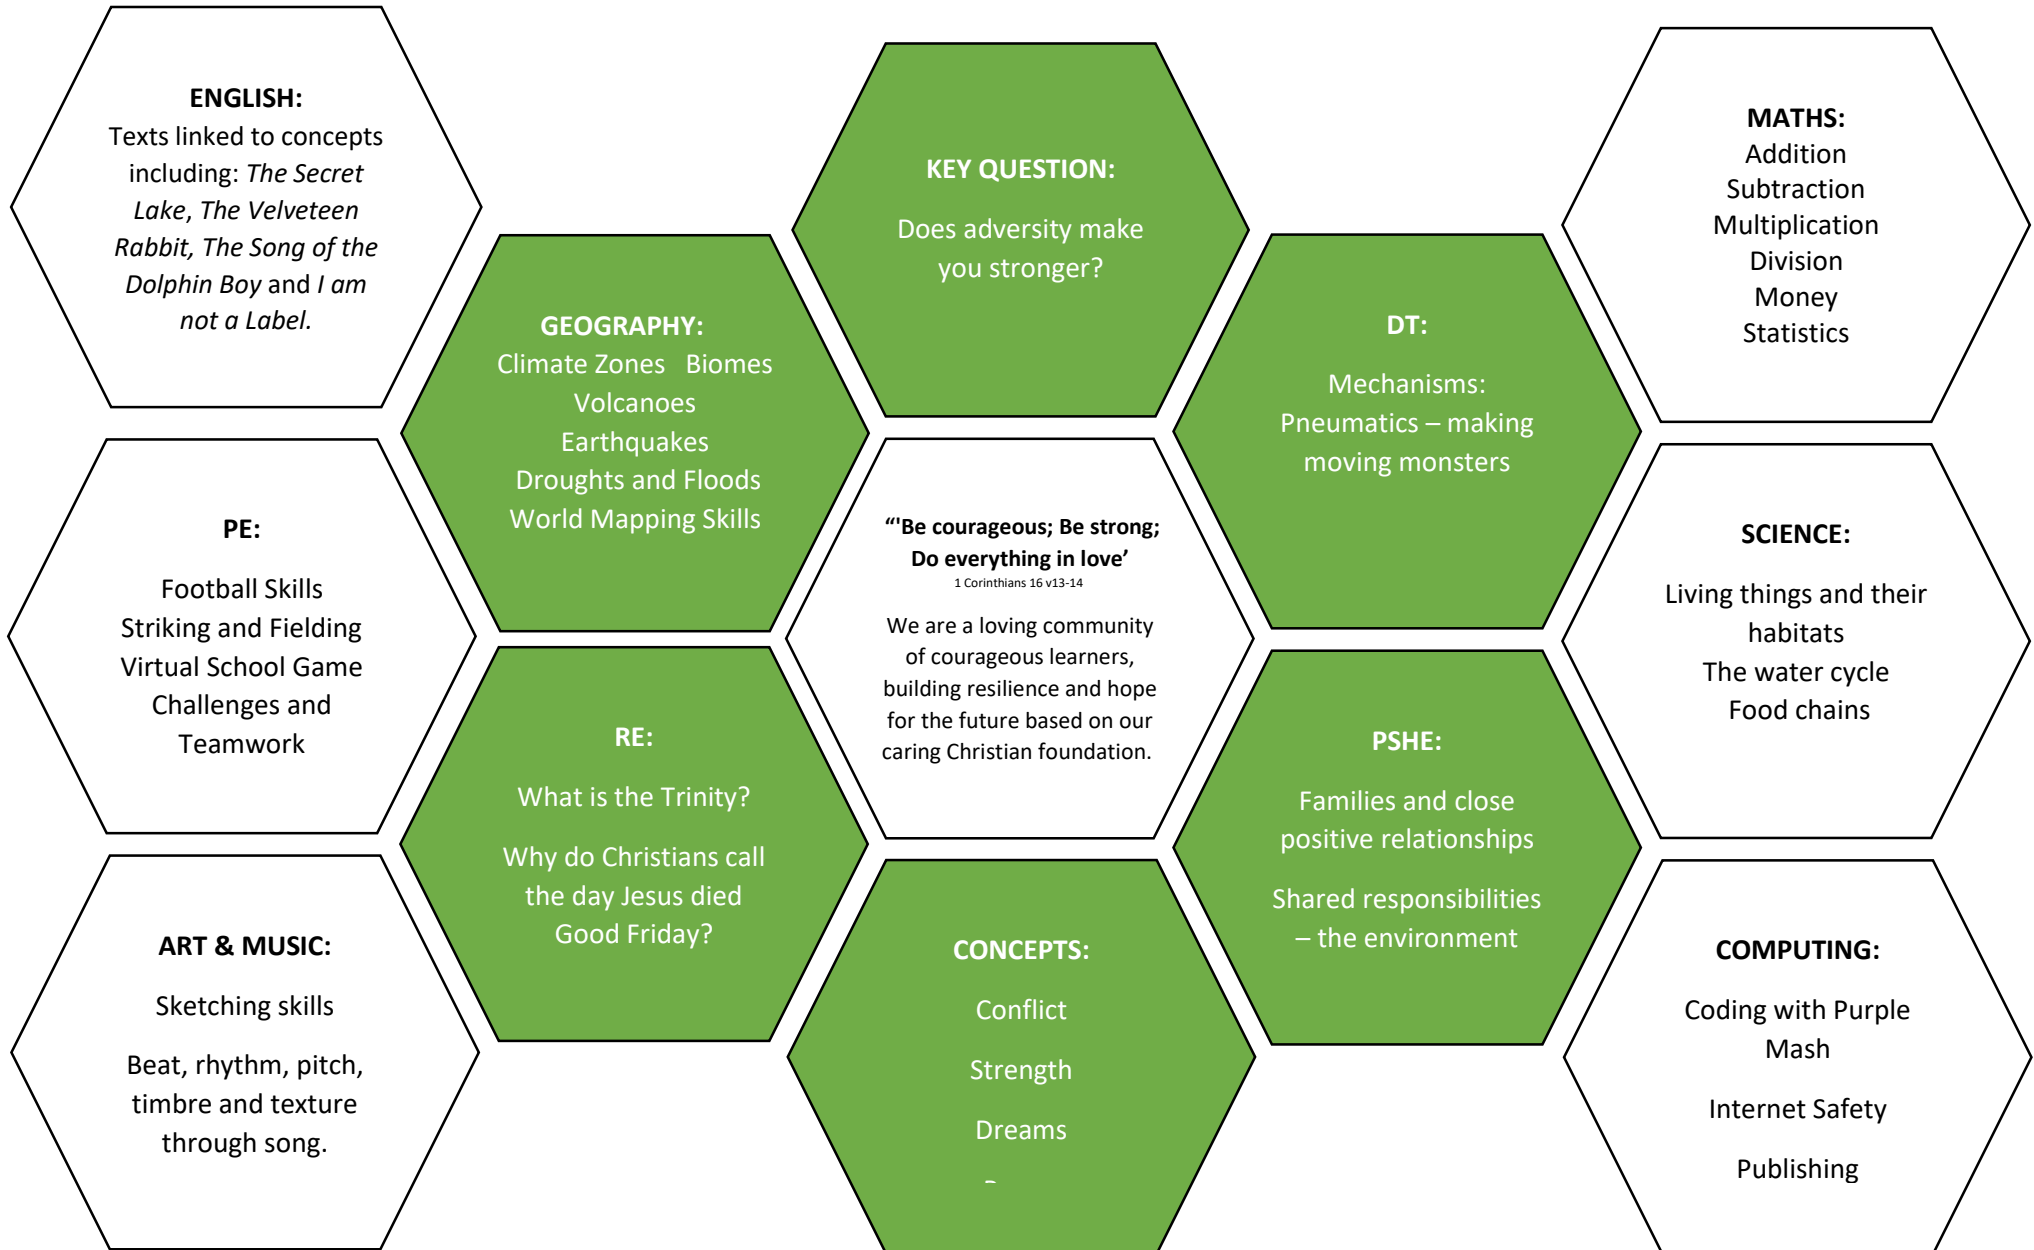 ENGLISH:
Texts linked to concepts
including: The Secret
Lake, The Velveteen
Rabbit, The Song of the
Dolphin Boy and I am
not a Label.
KEY QUESTION:
Does adversity make
you stronger?
MATHS:
Addition
Subtraction
Multiplication
Division
Money
Statistics
GEOGRAPHY:
Climate Zones   Biomes
Volcanoes
Earthquakes
Droughts and Floods
World Mapping Skills
DT:
Mechanisms:
Pneumatics – making
moving monsters
PE:
Football Skills
Striking and Fielding
Virtual School Game
Challenges and
Teamwork
“'Be courageous; Be strong;
Do everything in love’
1 Corinthians 16 v13-14
We are a loving community
of courageous learners,
building resilience and hope
for the future based on our
caring Christian foundation.
SCIENCE:
Living things and their
habitats
The water cycle
Food chains
RE:
What is the Trinity?
Why do Christians call
the day Jesus died
Good Friday?
PSHE:
Families and close
positive relationships
Shared responsibilities
– the environment
ART & MUSIC:
Sketching skills
Beat, rhythm, pitch,
timbre and texture
through song.
CONCEPTS:
Conflict
Strength
Dreams
COMPUTING:
Coding with Purple
Mash
Internet Safety
Publishing